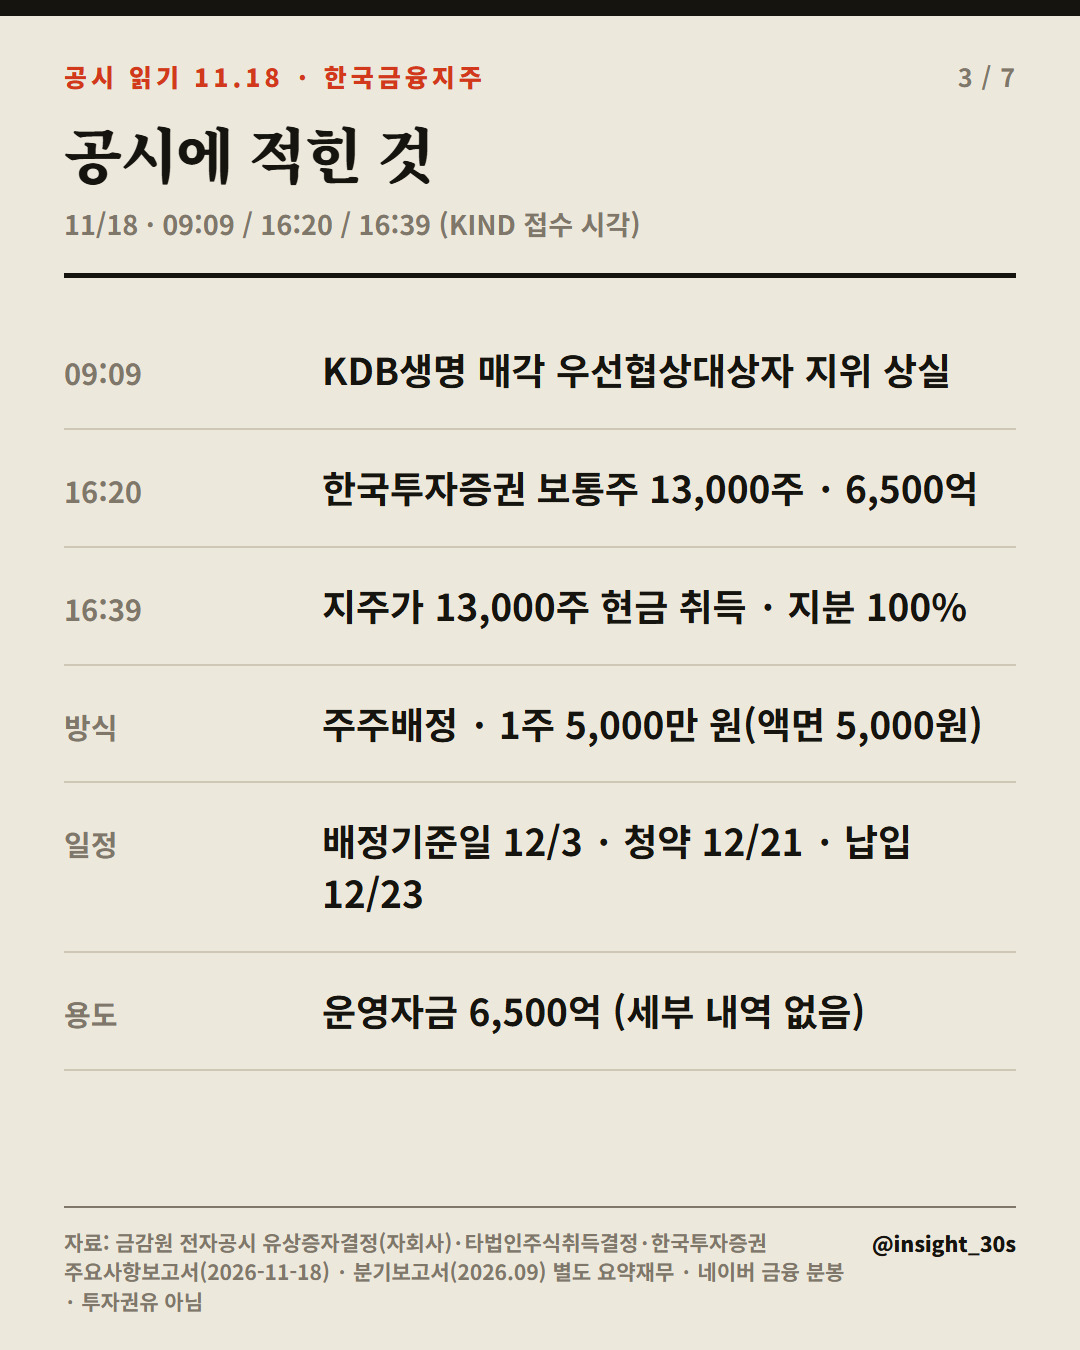 공시 읽기 11.18 · 한국금융지주
3 / 7
공시에 적힌 것
11/18 · 09:09 / 16:20 / 16:39 (KIND 접수 시각)
09:09 KDB생명 매각 우선협상대상자 지위 상실
16:20 한국투자증권 보통주 13,000주 · 6,500억
16:39 지주가 13,000주 현금 취득 · 지분 100%
방식 주주배정 · 1주 5,000만 원(액면 5,000원)
일정 배정기준일 12/3 · 청약 12/21 · 납입
12/23
용도 운영자금 6,500억 (세부 내역 없음)
자료: 금감원 전자공시 유상증자결정(자회사)·타법인주식취득결정·한국투자증권
주요사항보고서(2026-11-18) · 분기보고서(2026.09) 별도 요약재무 · 네이버 금융 분봉
· 투자권유 아님
@insight_30s